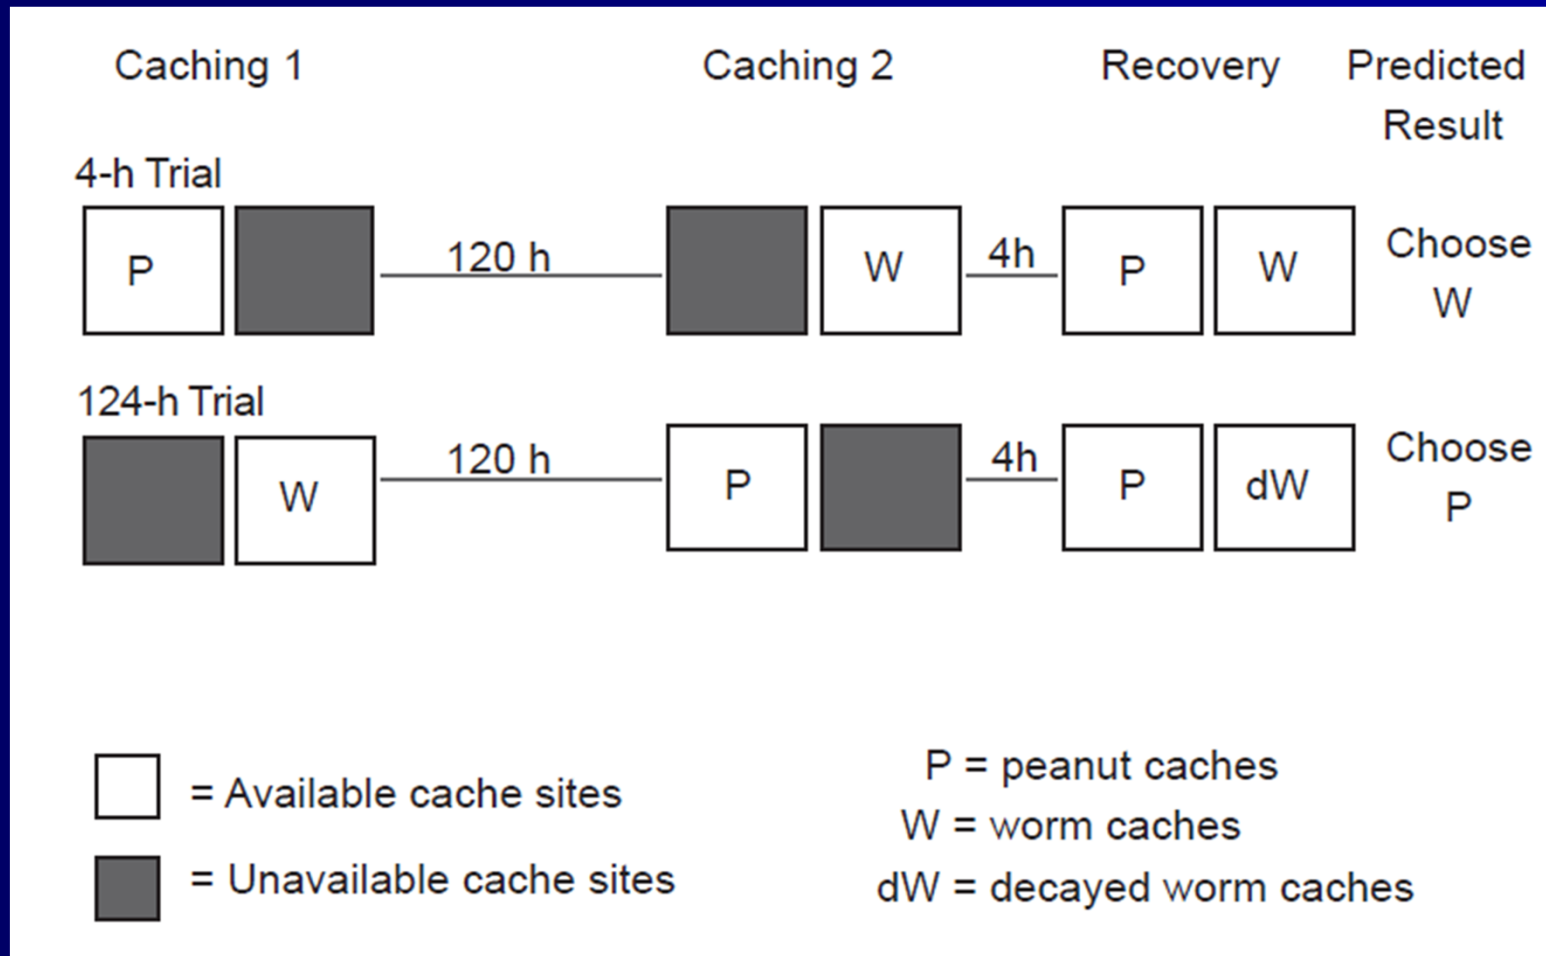 Caching 1
Caching 2
Recovery
Predicted
Result
4-h Trial
P
120 h
W
4h
P
W
Choose
W
124-h Trial
W
120 h
P
4h
P
dW
Choose
P
= Available cache sites
= Unavailable cache sites
P = peanut caches
W = worm caches
dW = decayed worm caches